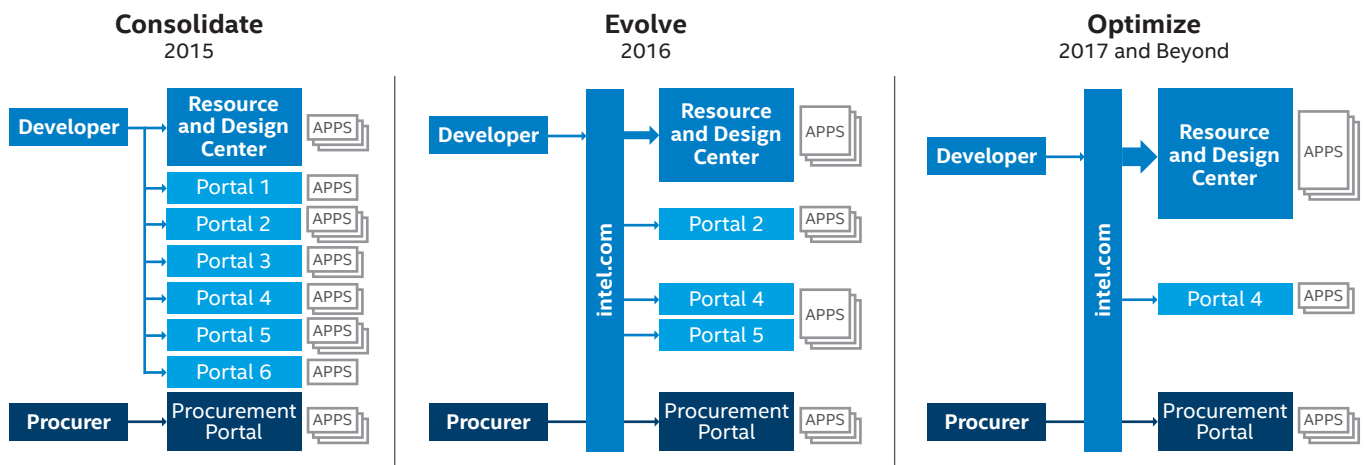 Consolidate
2015
Developer
Resource
and Design
Center
APPS
Portal 1
APPS
Portal 2
APPS
Portal 3
APPS
Portal 4
APPS
Portal 5
APPS
Portal 6
APPS
Procurer
Procurement
Portal
APPS
Evolve
2016
Developer
intel.com
Resource
and Design
Center
APPS
Portal 2
APPS
Portal 4
Portal 5
APPS
Procurer
Procurement
Portal
APPS
Optimize
2017 and Beyond
Developer
intel.com
Resource
and Design
Center
APPS
Portal 4
APPS
Procurer
Procurement
Portal
APPS